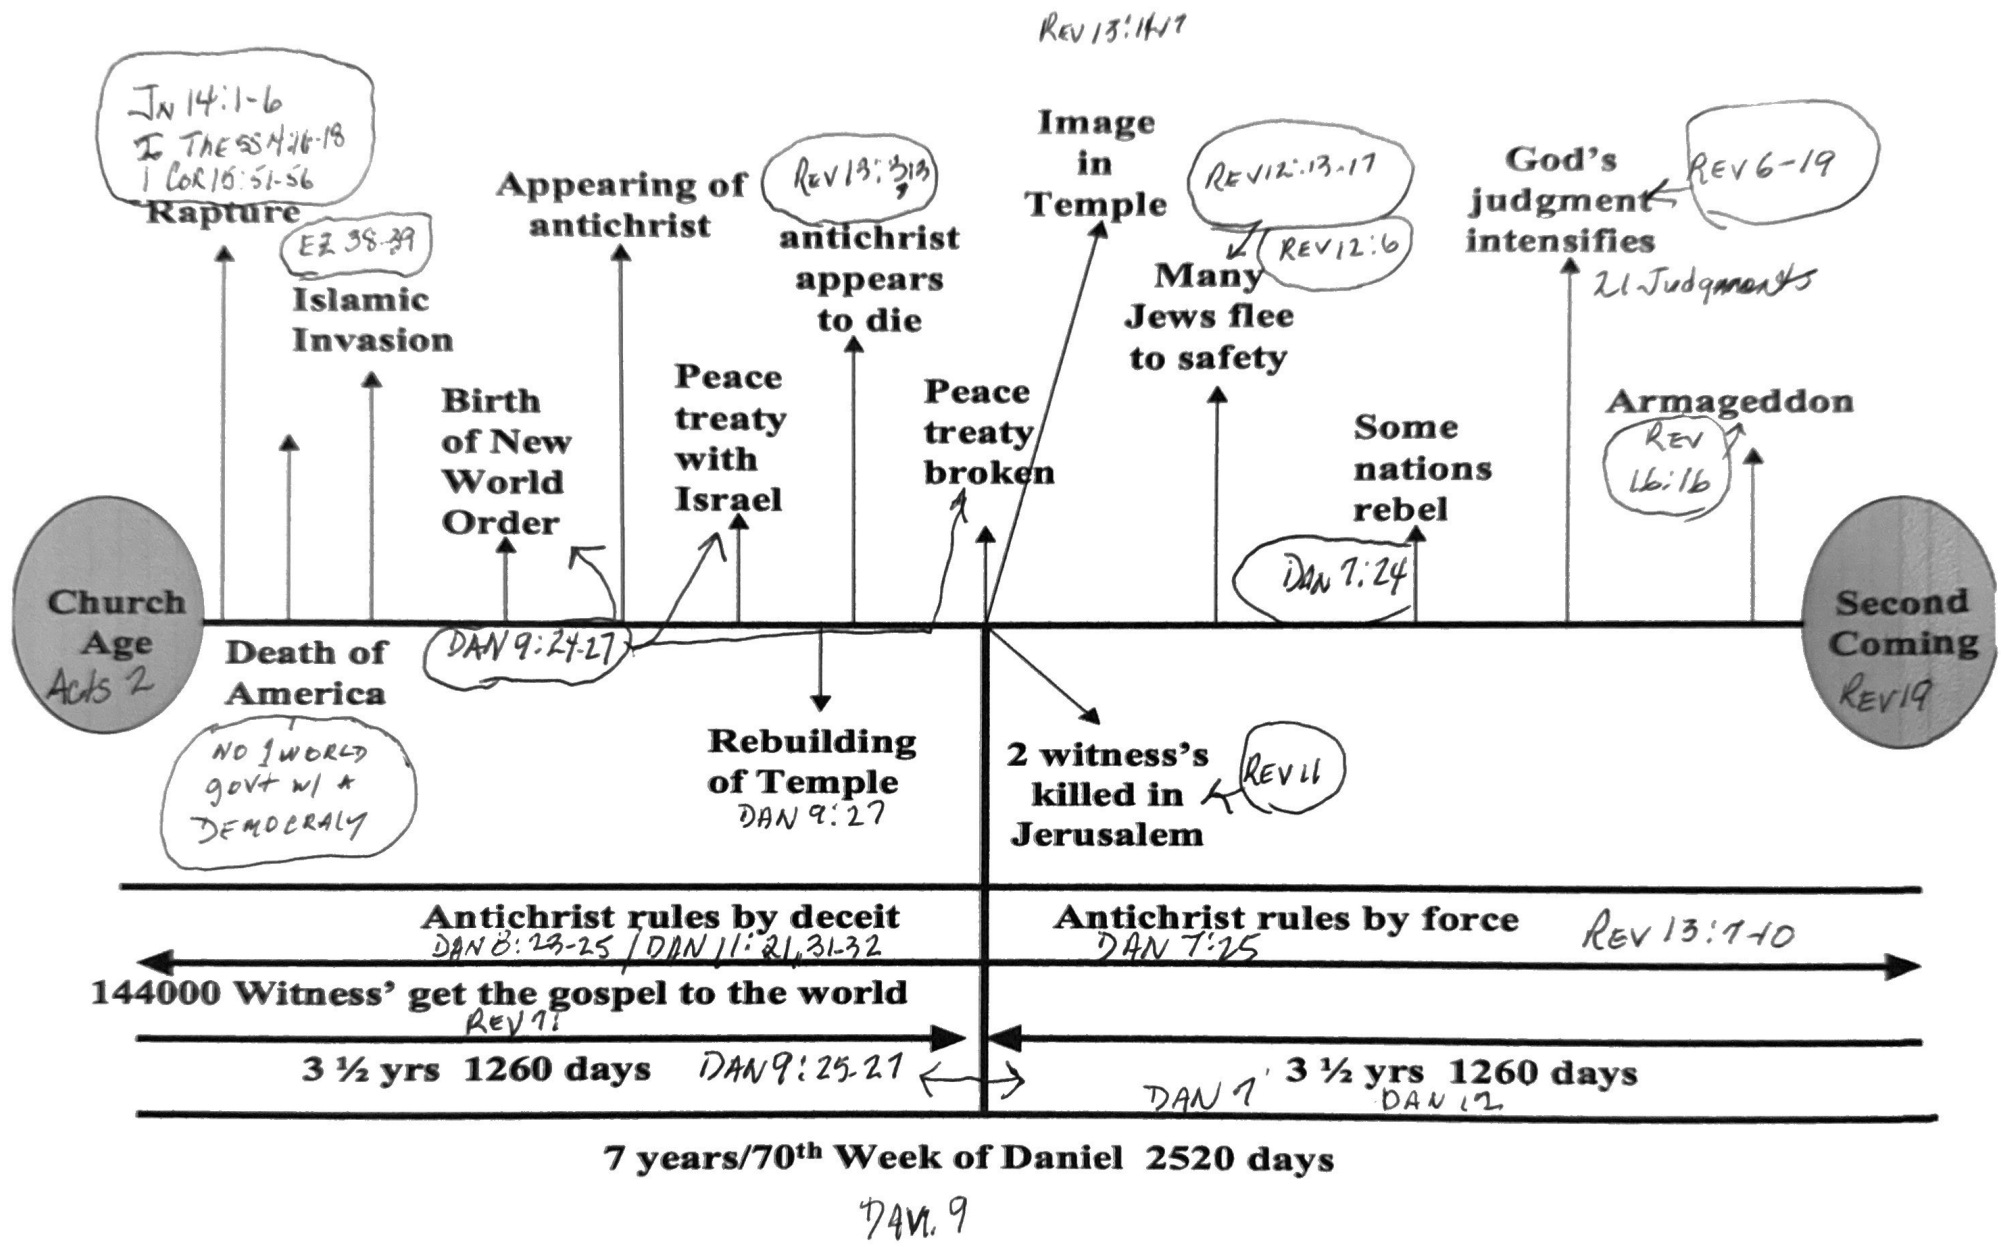 Rev 13:14-17
Jn 14:1-6
I Thess 4:16-18
1 Cor 15:51-56
Rapture
Ez 38-39
Islamic
Invasion
Birth
of New
World
Order
Appearing of
antichrist
Peace
treaty
with
Israel
Rev 13:3,13
antichrist
appears
to die
Peace
treaty
broken
Image
in
Temple
Rev 12:13-17
Rev 12:6
Many
Jews flee
to safety
Some
nations
rebel
Dan 7:24
God's
judgment
intensifies
Rev 6-19
21 Judgments
Armageddon
Rev
16:16
Church
Age
Acts 2
Second
Coming
Rev 19
Death of
America
No 1 World
govt w/ a
Democracy
Dan 9:24-27
Rebuilding
of Temple
Dan 9:27
2 witness's
killed in
Jerusalem
Rev 11
Antichrist rules by deceit
Dan 8:23-25 / Dan 11:21, 31-32
Antichrist rules by force
Dan 7:25
Rev 13:7-10
144000 Witness' get the gospel to the world
Rev 7:
3 ½ yrs 1260 days
Dan 9:25-27
Dan 7
3 ½ yrs 1260 days
Dan 12
7 years/70th Week of Daniel 2520 days
Dan. 9